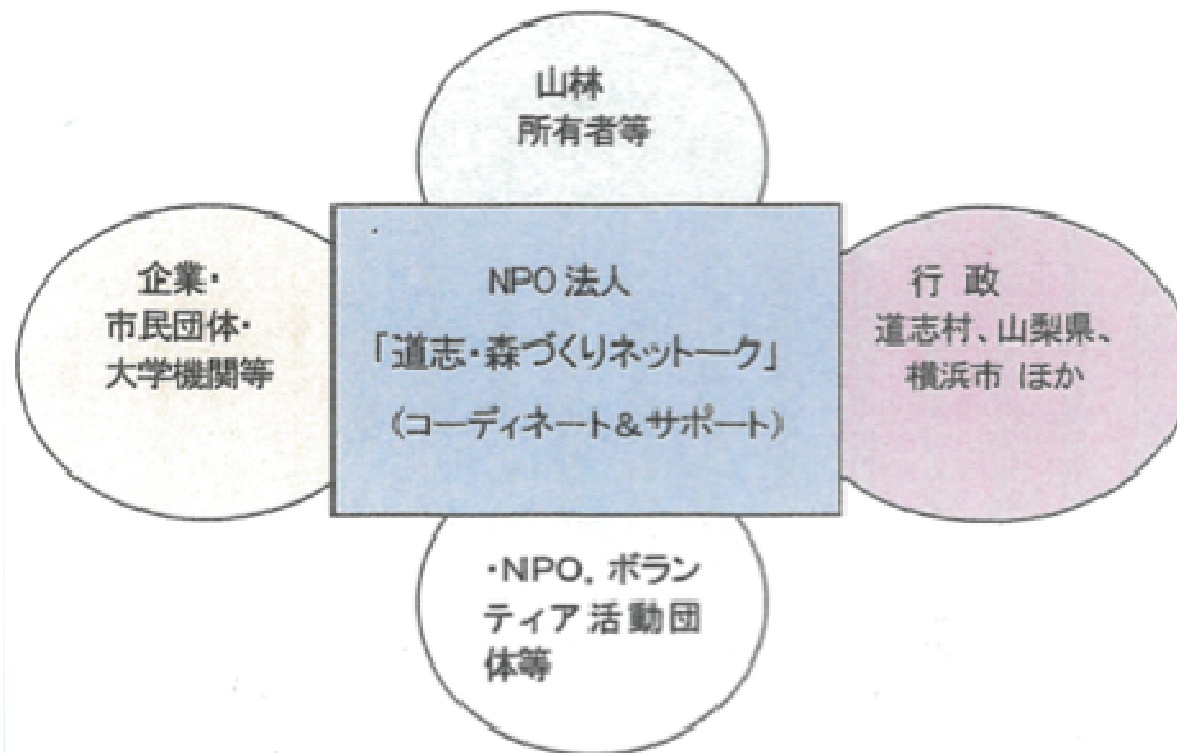 山林
所有者等
企業・
市民団体・
大学機関等
NPO 法人
「道志・森づくりネットーク」
(コーディネート&サポート)
行 政
道志村、山梨県、
横浜市 ほか
・NPO. ボラン
ティア活動団
体等